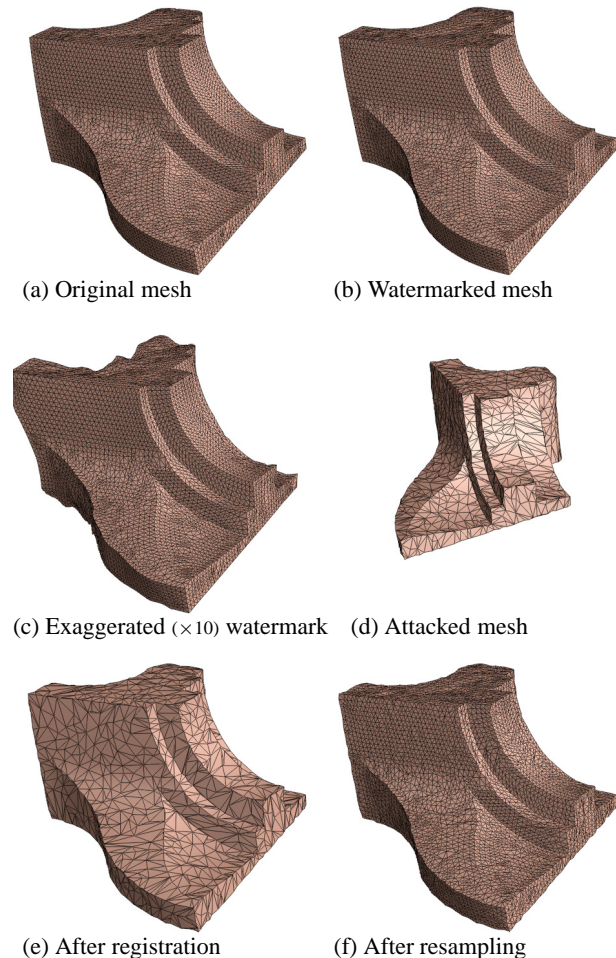 (a) Original mesh
(b) Watermarked mesh
(c) Exaggerated (×10) watermark
(d) Attacked mesh
(e) After registration
(f) After resampling